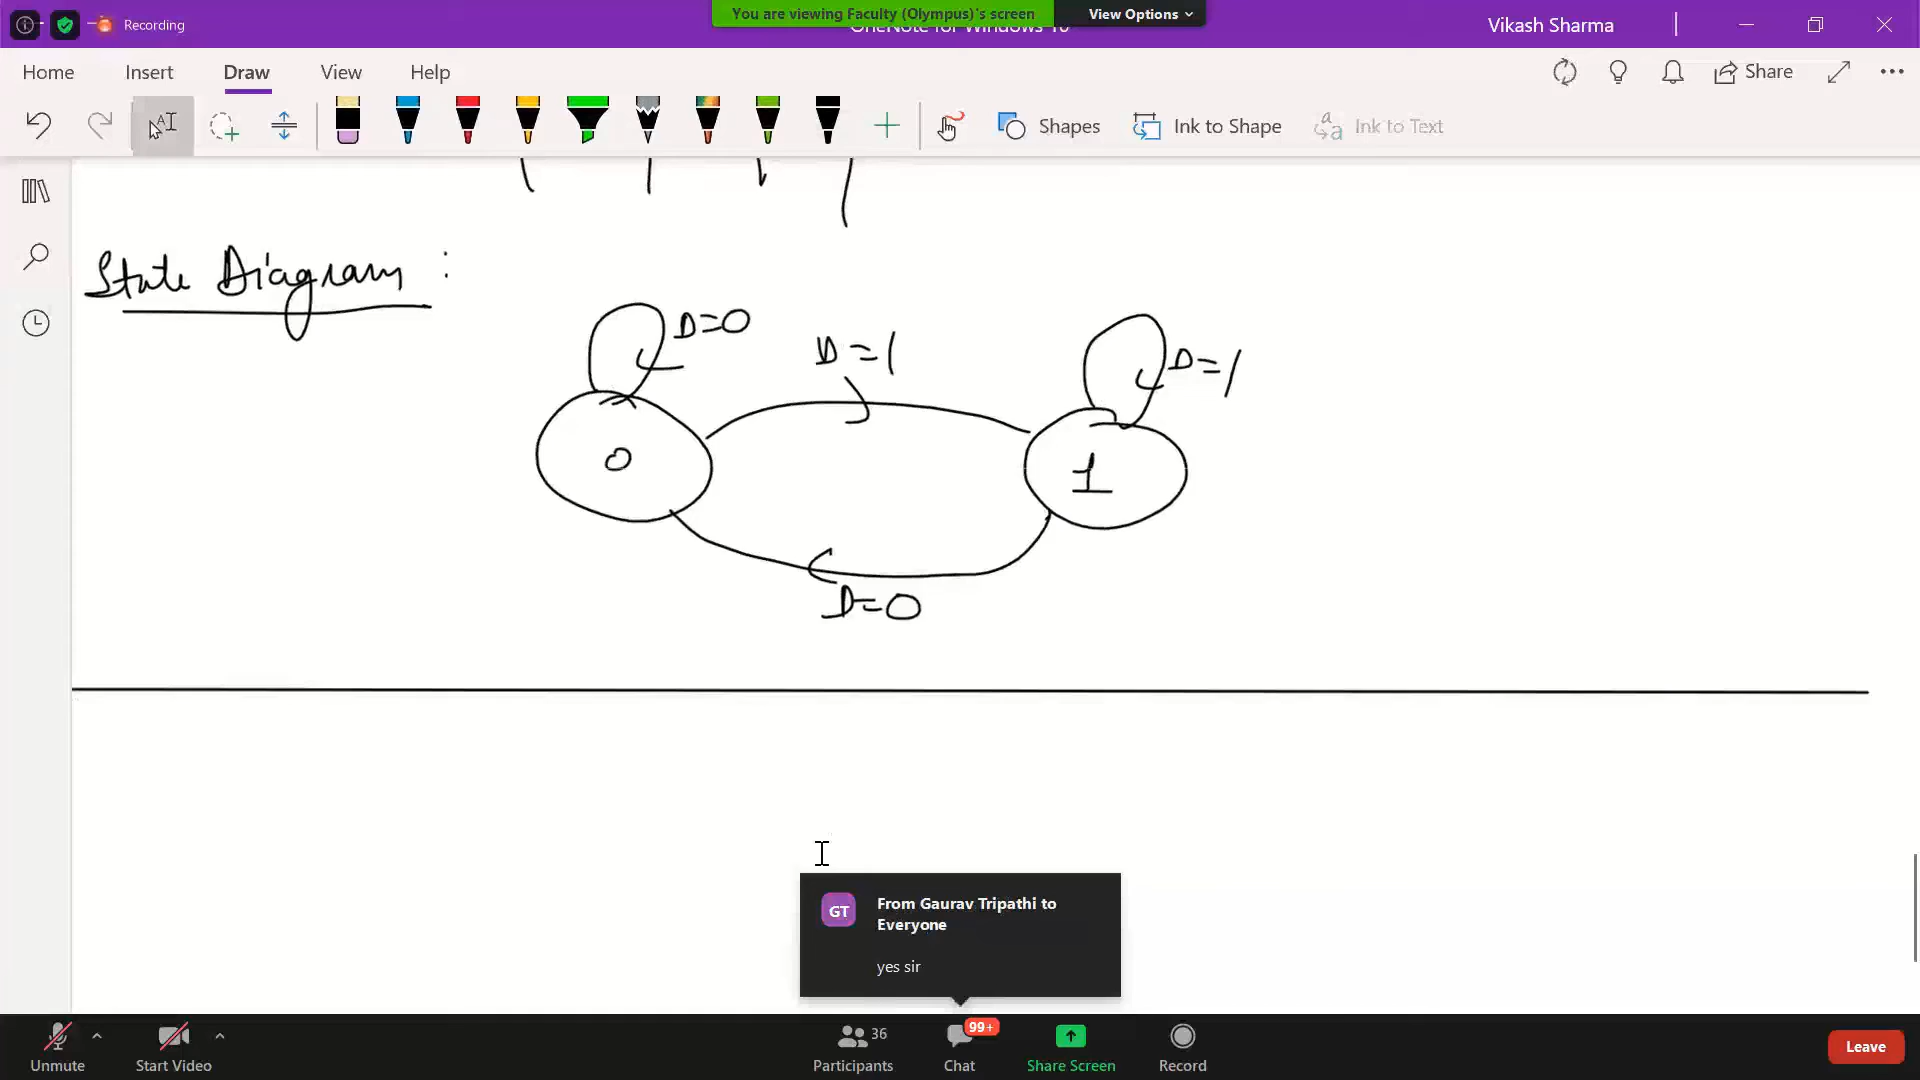 Recording
You are viewing Faculty (Olympus)'s screen
View Options
Vikash Sharma
Home Insert Draw View Help
Share
Shapes Ink to Shape Ink to Text
State Diagram :
D=0
D=1
D=1
0
1
D=0
GT
From Gaurav Tripathi to
Everyone
yes sir
36
99+
Unmute Start Video Participants Chat Share Screen Record
Leave